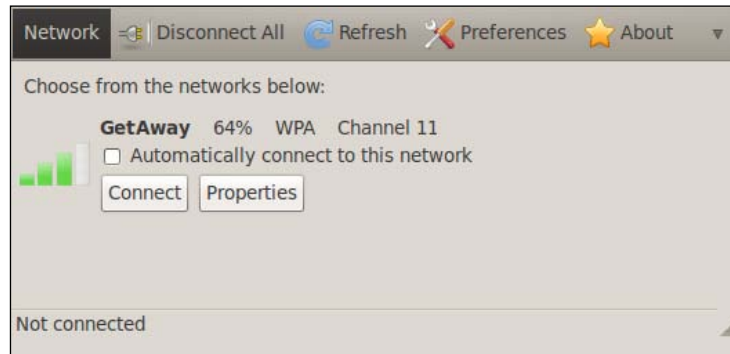 Network Disconnect All Refresh Preferences About
Choose from the networks below:
GetAway 64% WPA Channel 11
Automatically connect to this network
Connect Properties
Not connected